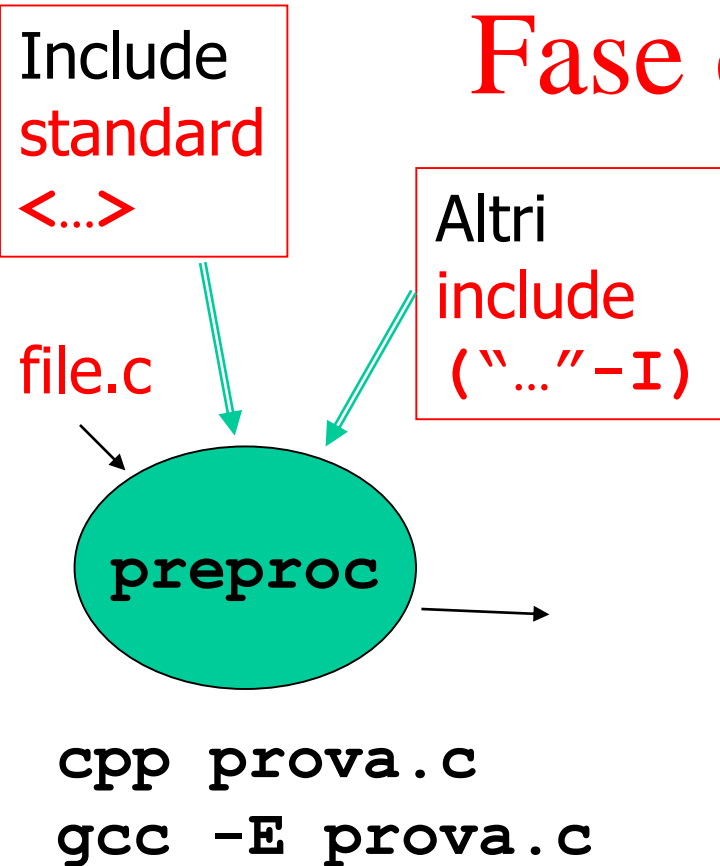 Fase
Include
standard
<…>
Altri
include
(“…”-I)
file.c
preproc
cpp prova.c
gcc -E prova.c